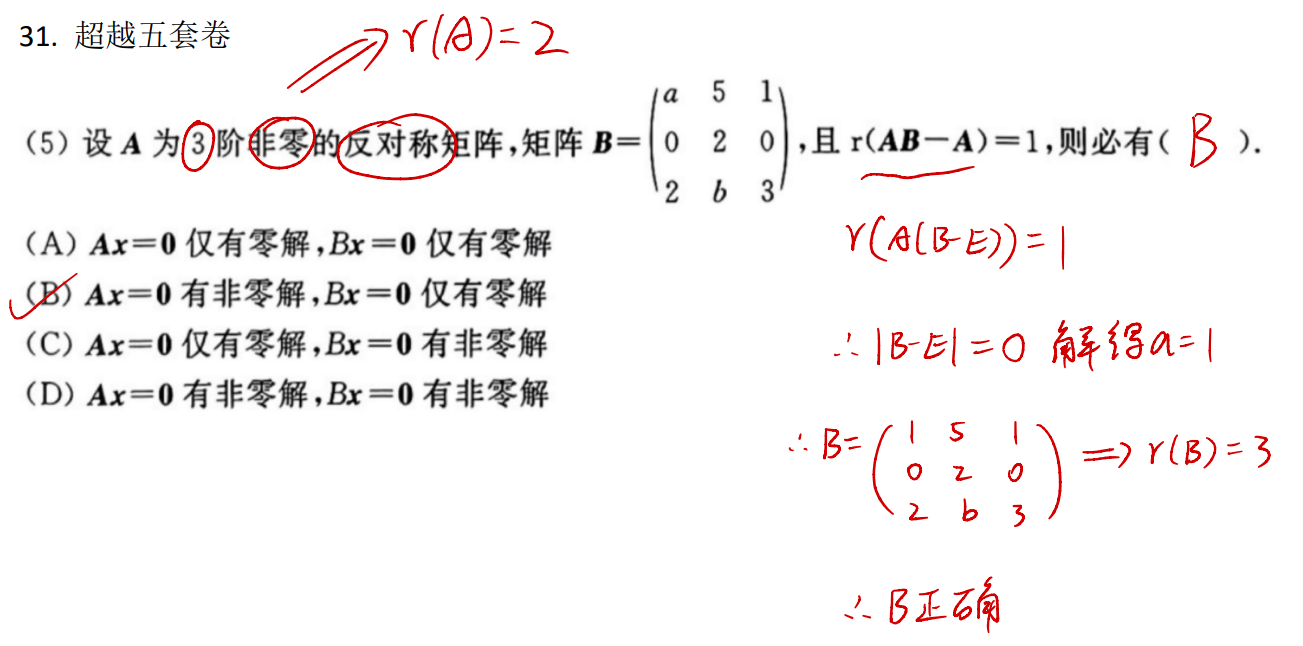 31. 超越五套卷
r(A)=2
(5) 设 A 为 3 阶非零的反对称矩阵,矩阵 B=
a 5 1
0 2 0
2 b 3
,且 r(AB−A)=1,则必有( B ).
(A) Ax=0 仅有零解,Bx=0 仅有零解
(B) Ax=0 有非零解,Bx=0 仅有零解
(C) Ax=0 仅有零解,Bx=0 有非零解
(D) Ax=0 有非零解,Bx=0 有非零解
r(A(B-E))=1
∴|B-E|=0 解得a=1
∴B=
1 5 1
0 2 0
2 b 3
⇒ r(B)=3
∴B正确